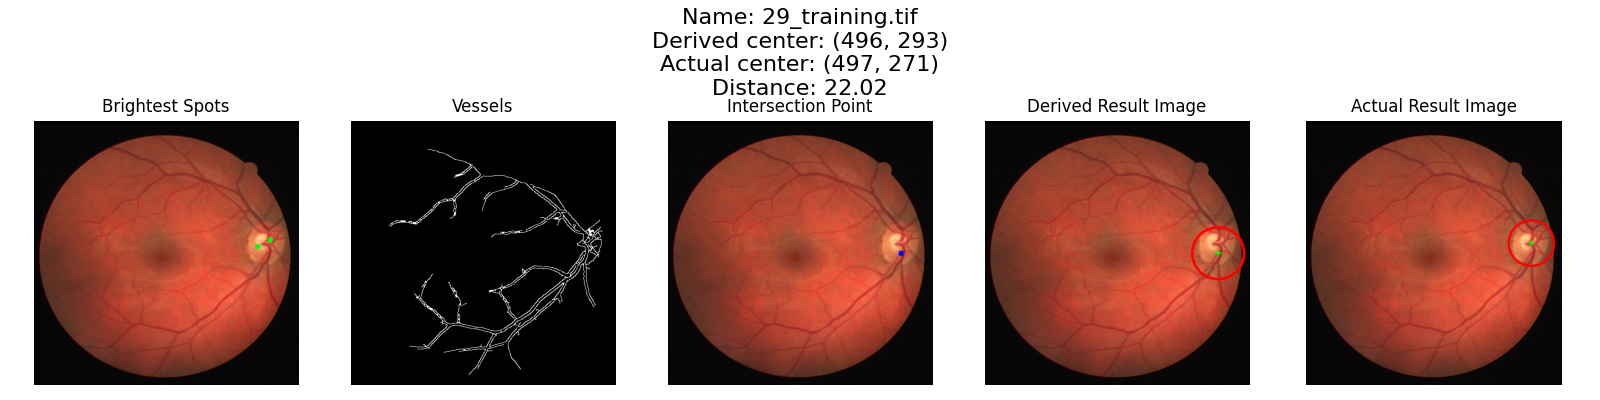 Name: 29_training.tif
Derived center: (496, 293)
Actual center: (497, 271)
Distance: 22.02
Brightest Spots
Vessels
Intersection Point
Derived Result Image
Actual Result Image